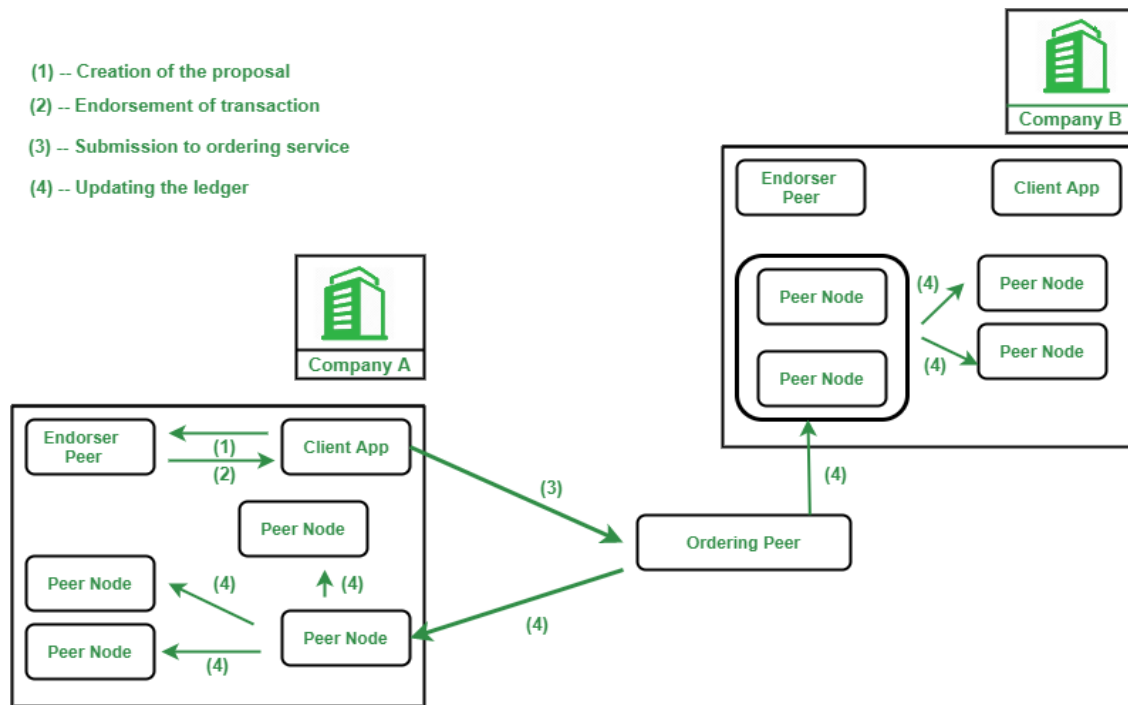 (1) -- Creation of the proposal
(2) -- Endorsement of transaction
(3) -- Submission to ordering service
(4) -- Updating the ledger
Company B
Endorser
Peer
Client App
Peer Node
Peer Node
(4)
(4)
Peer Node
Peer Node
Company A
Endorser
Peer
(1)
(2)
Client App
(3)
(4)
Ordering Peer
Peer Node
Peer Node
(4)
(4)
Peer Node
(4)
Peer Node
(4)